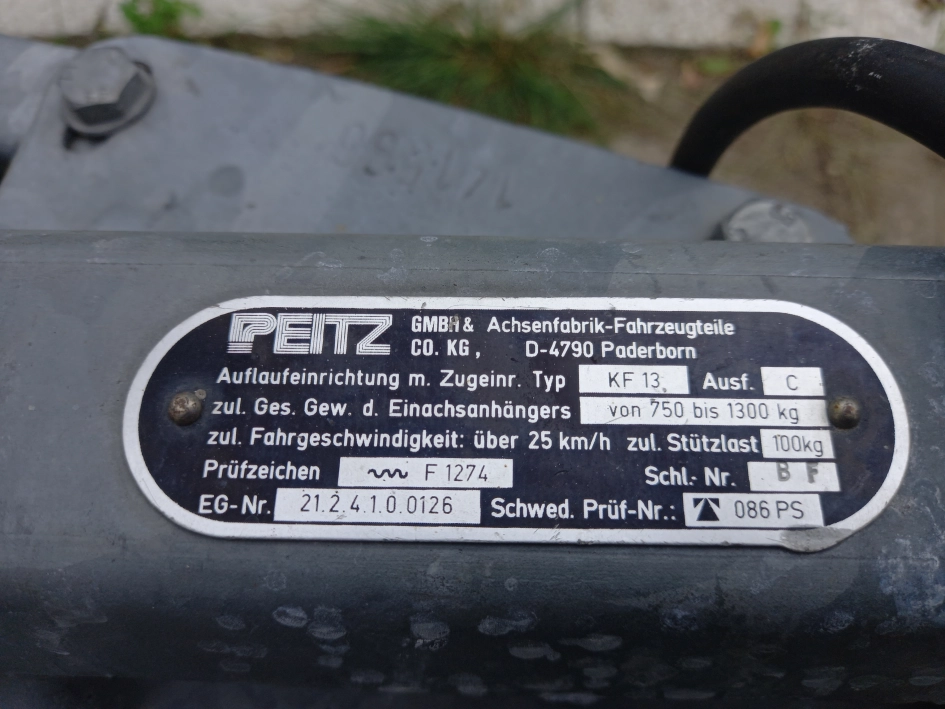 PEITZ GMBH & Achsenfabrik-Fahrzeugteile
CO. KG, D-4790 Paderborn
Auflaufeinrichtung m. Zugeinr. Typ KF 13 Ausf. C
zul. Ges. Gew. d. Einachsanhängers von 750 bis 1300 kg
zul. Fahrgeschwindigkeit: über 25 km/h zul. Stützlast 100kg
Prüfzeichen F 1274 Schl.-Nr. B F
EG-Nr. 21.2.4.1.0.0126 Schwed. Prüf-Nr.: 086 PS